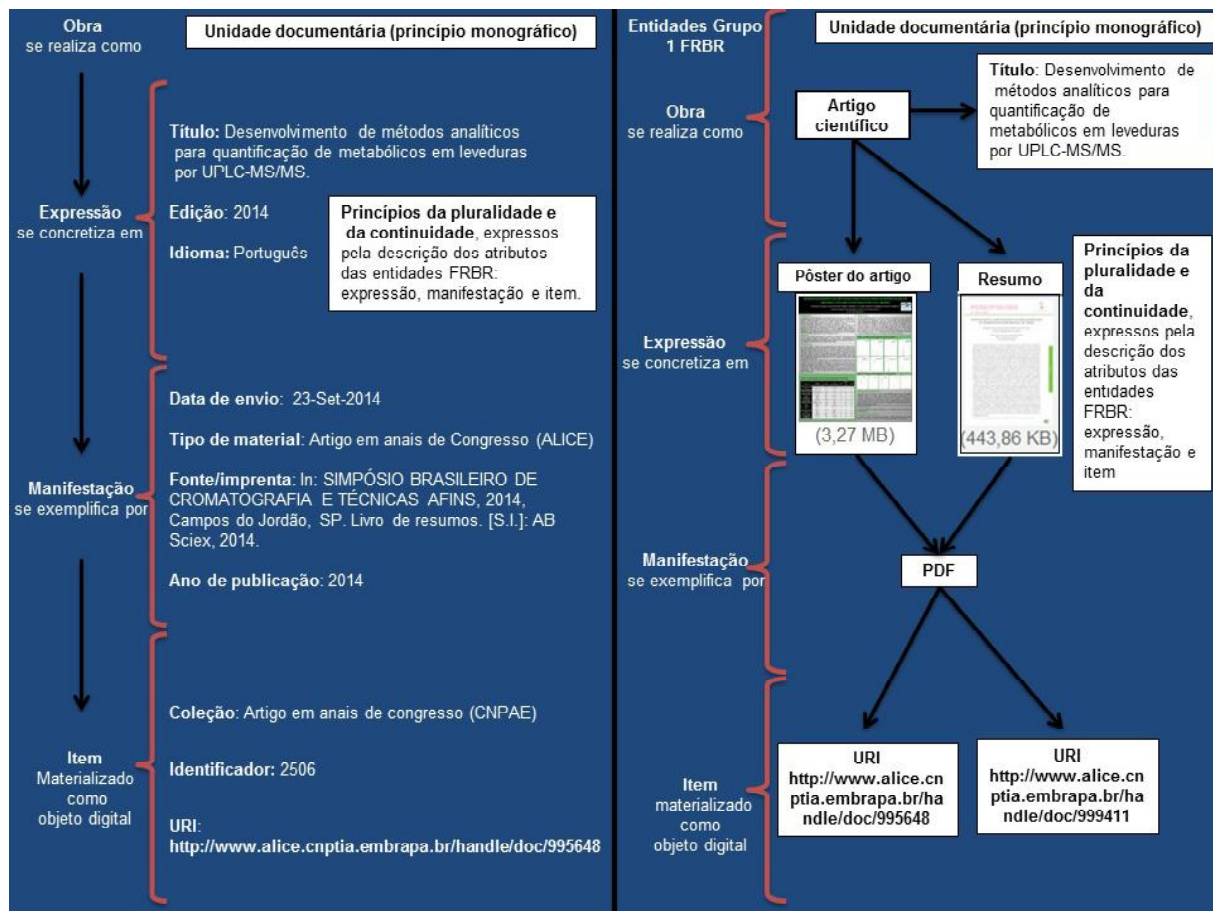 Obra
se realiza como
Unidade documentária (princípio monográfico)
Título: Desenvolvimento de métodos analíticos
para quantificação de metabólicos em leveduras
por UPLC-MS/MS.
Expressão
se concretiza em
Edição: 2014
Idioma: Português
Princípios da pluralidade e
da continuidade, expressos
pela descrição dos atributos
das entidades FRBR:
expressão, manifestação e item.
Manifestação
se exemplifica por
Data de envio: 23-Set-2014
Tipo de material: Artigo em anais de Congresso (ALICE)
Fonte/imprenta: In: SIMPÓSIO BRASILEIRO DE
CROMATOGRAFIA E TÉCNICAS AFINS, 2014,
Campos do Jordão, SP. Livro de resumos. [S.I.]: AB
Sciex, 2014.
Ano de publicação: 2014
Item
Materializado
como
objeto digital
Coleção: Artigo em anais de congresso (CNPAE)
Identificador: 2506
URI:
http://www.alice.cnptia.embrapa.br/handle/doc/995648
Entidades Grupo
1 FRBR
Unidade documentária (princípio monográfico)
Obra
se realiza como
Artigo
científico
Título: Desenvolvimento de
métodos analíticos para
quantificação de
metabólicos em leveduras
por UPLC-MS/MS.
Expressão
se concretiza em
Pôster do artigo
(3,27 MB)
Resumo
(443,86 KB)
Princípios da
pluralidade e
da
continuidade,
expressos pela
descrição dos
atributos das
entidades
FRBR:
expressão,
manifestação e
item
Manifestação
se exemplifica por
PDF
Item
materializado
como
objeto digital
URI
http://www.alice.cn
ptia.embrapa.br/ha
ndle/doc/995648
URI
http://www.alice.cn
ptia.embrapa.br/ha
ndle/doc/999411